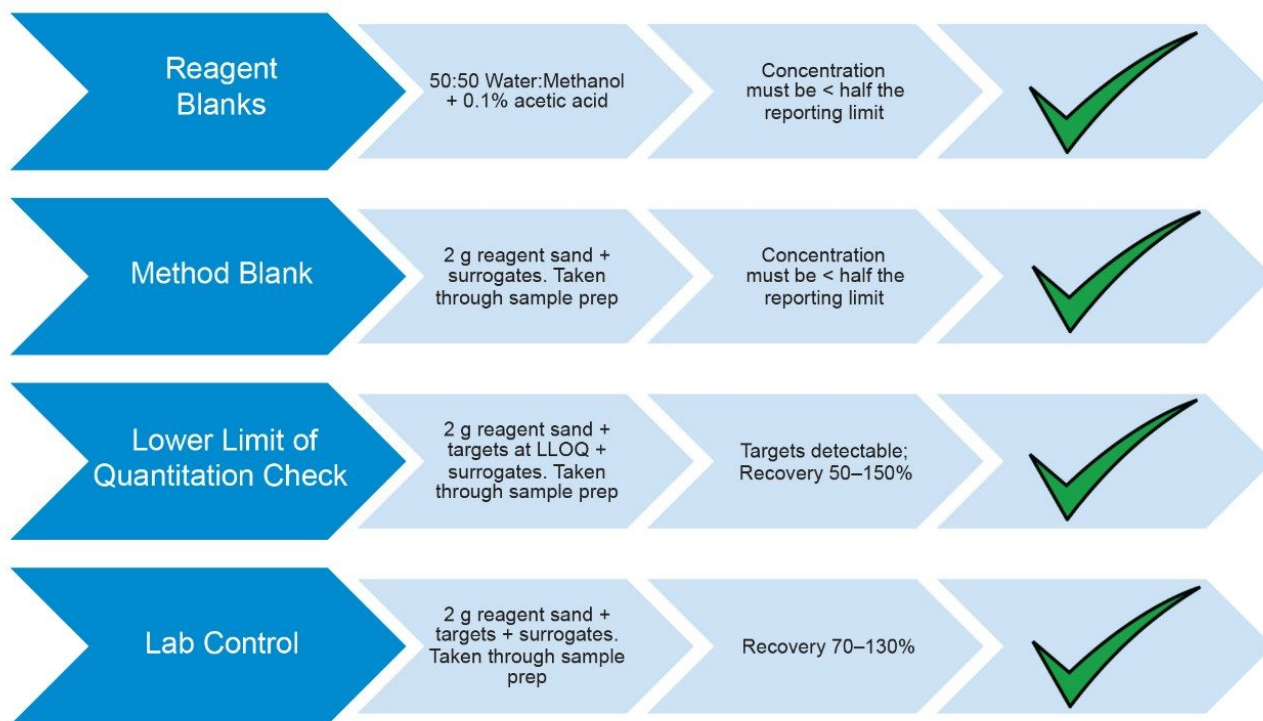 Reagent
Blanks
50:50 Water:Methanol
+ 0.1% acetic acid
Concentration
must be < half the
reporting limit
Method Blank
2 g reagent sand +
surrogates. Taken
through sample prep
Concentration
must be < half the
reporting limit
Lower Limit of
Quantitation Check
2 g reagent sand +
targets at LLOQ +
surrogates. Taken
through sample prep
Targets detectable;
Recovery 50–150%
Lab Control
2 g reagent sand +
targets + surrogates.
Taken through sample
prep
Recovery 70–130%